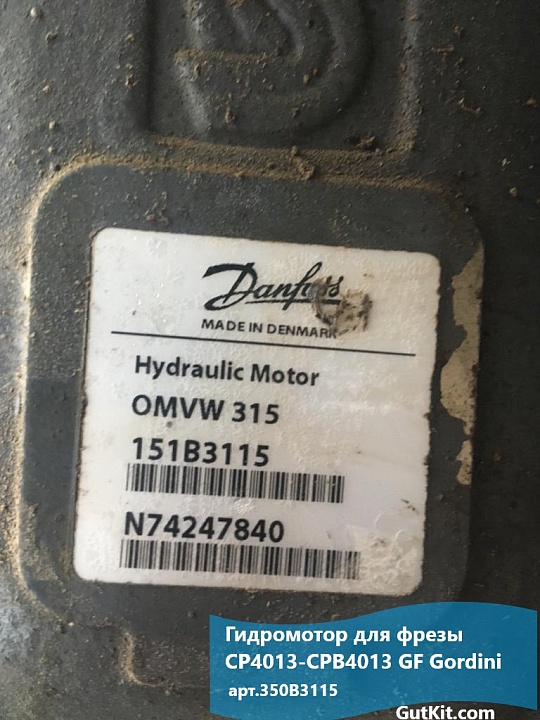 Danfoss
MADE IN DENMARK
Hydraulic Motor
OMVW 315
151B3115
N74247840
Гидромотор для фрезы
CP4013-CPB4013 GF Gordini
арт.350B3115
GutKit.com